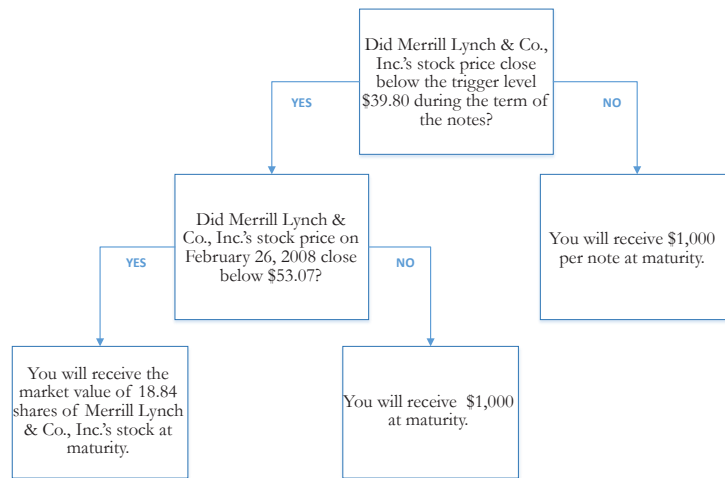 Did Merrill Lynch & Co.,
Inc.'s stock price close
below the trigger level
$39.80 during the term of
the notes?
YES
NO
Did Merrill Lynch &
Co., Inc.'s stock price on
February 26, 2008 close
below $53.07?
You will receive $1,000
per note at maturity.
YES
NO
You will receive the
market value of 18.84
shares of Merrill Lynch
& Co., Inc.'s stock at
maturity.
You will receive $1,000
at maturity.